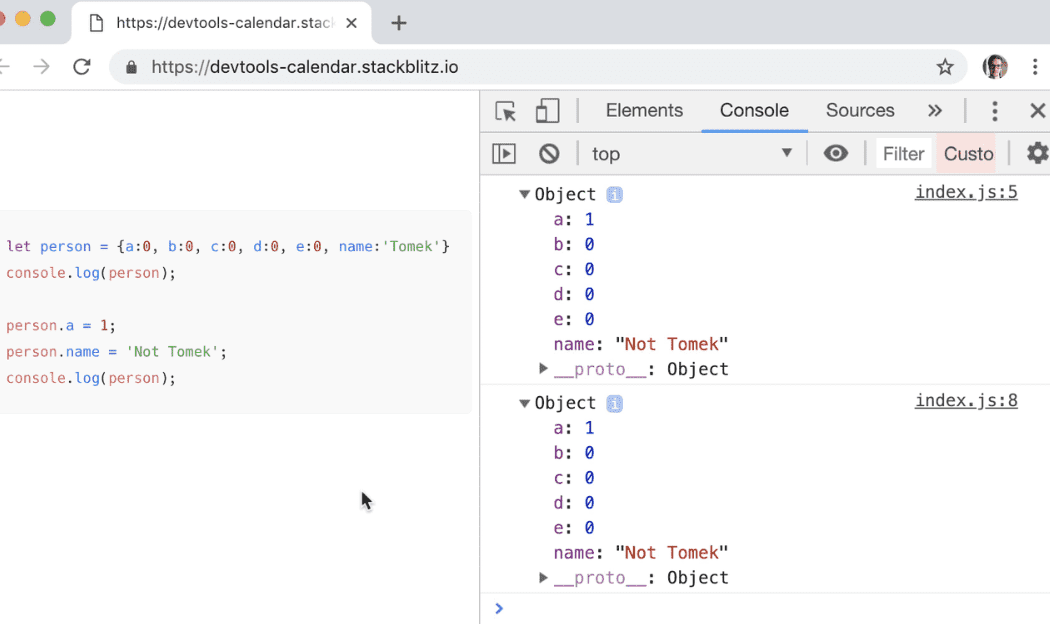 https://devtools-calendar.stac
https://devtools-calendar.stackblitz.io
Elements Console Sources
top Filter Custo
let person = {a:0, b:0, c:0, d:0, e:0, name:'Tomek'}
console.log(person);
person.a = 1;
person.name = 'Not Tomek';
console.log(person);
Object i index.js:5
a: 1
b: 0
c: 0
d: 0
e: 0
name: "Not Tomek"
__proto__: Object
Object i index.js:8
a: 1
b: 0
c: 0
d: 0
e: 0
name: "Not Tomek"
__proto__: Object